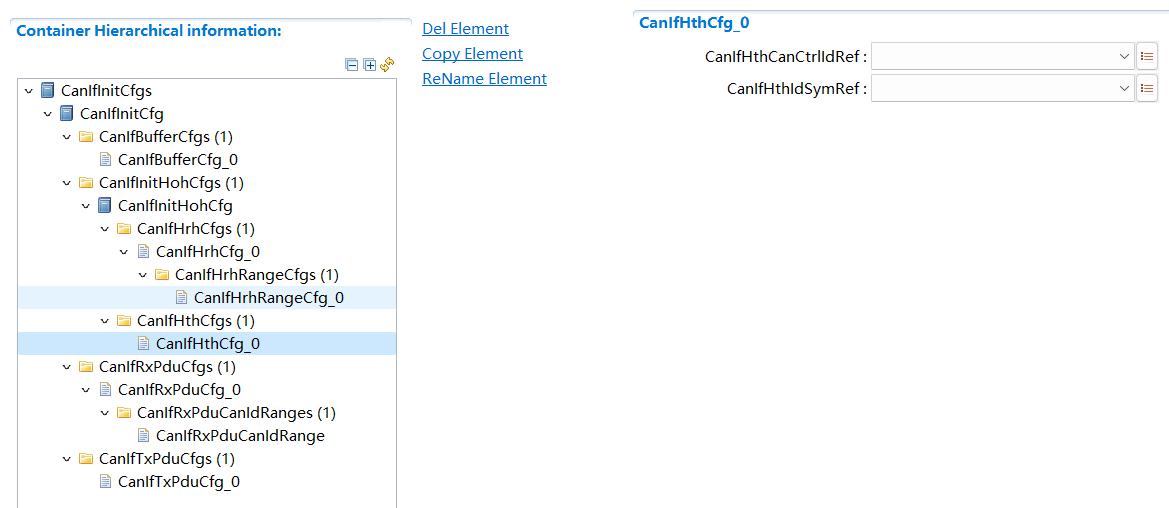 Container Hierarchical information:
CanIfInitCfgs
CanIfInitCfg
CanIfBufferCfgs (1)
CanIfBufferCfg_0
CanIfInitHohCfgs (1)
CanIfInitHohCfg
CanIfHrhCfgs (1)
CanIfHrhCfg_0
CanIfHrhRangeCfgs (1)
CanIfHrhRangeCfg_0
CanIfHthCfgs (1)
CanIfHthCfg_0
CanIfRxPduCfgs (1)
CanIfRxPduCfg_0
CanIfRxPduCanIdRanges (1)
CanIfRxPduCanIdRange
CanIfTxPduCfgs (1)
CanIfTxPduCfg_0
Del Element
Copy Element
ReName Element
CanIfHthCfg_0
CanIfHthCanCtrlIdRef :
CanIfHthIdSymRef :